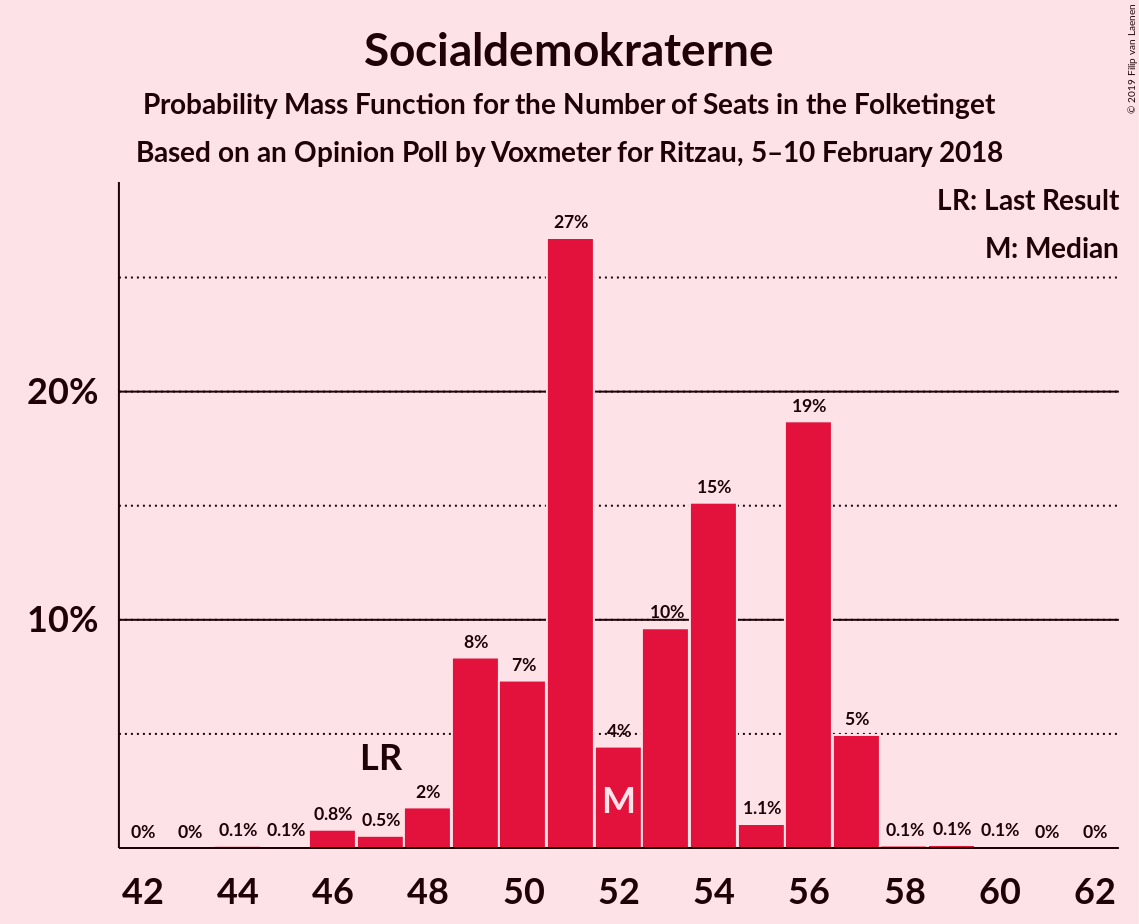 Socialdemokraterne
Probability Mass Function for the Number of Seats in the Folketinget
Based on an Opinion Poll by Voxmeter for Ritzau, 5–10 February 2018
© 2019 Filip van Laenen
LR: Last Result
M: Median
20%
10%
0% 0% 0.1% 0.1% 0.8% 0.5% 2% 8% 7% 27% 4% 10% 15% 1.1% 19% 5% 0.1% 0.1% 0.1% 0% 0%
LR
M
42 44 46 48 50 52 54 56 58 60 62